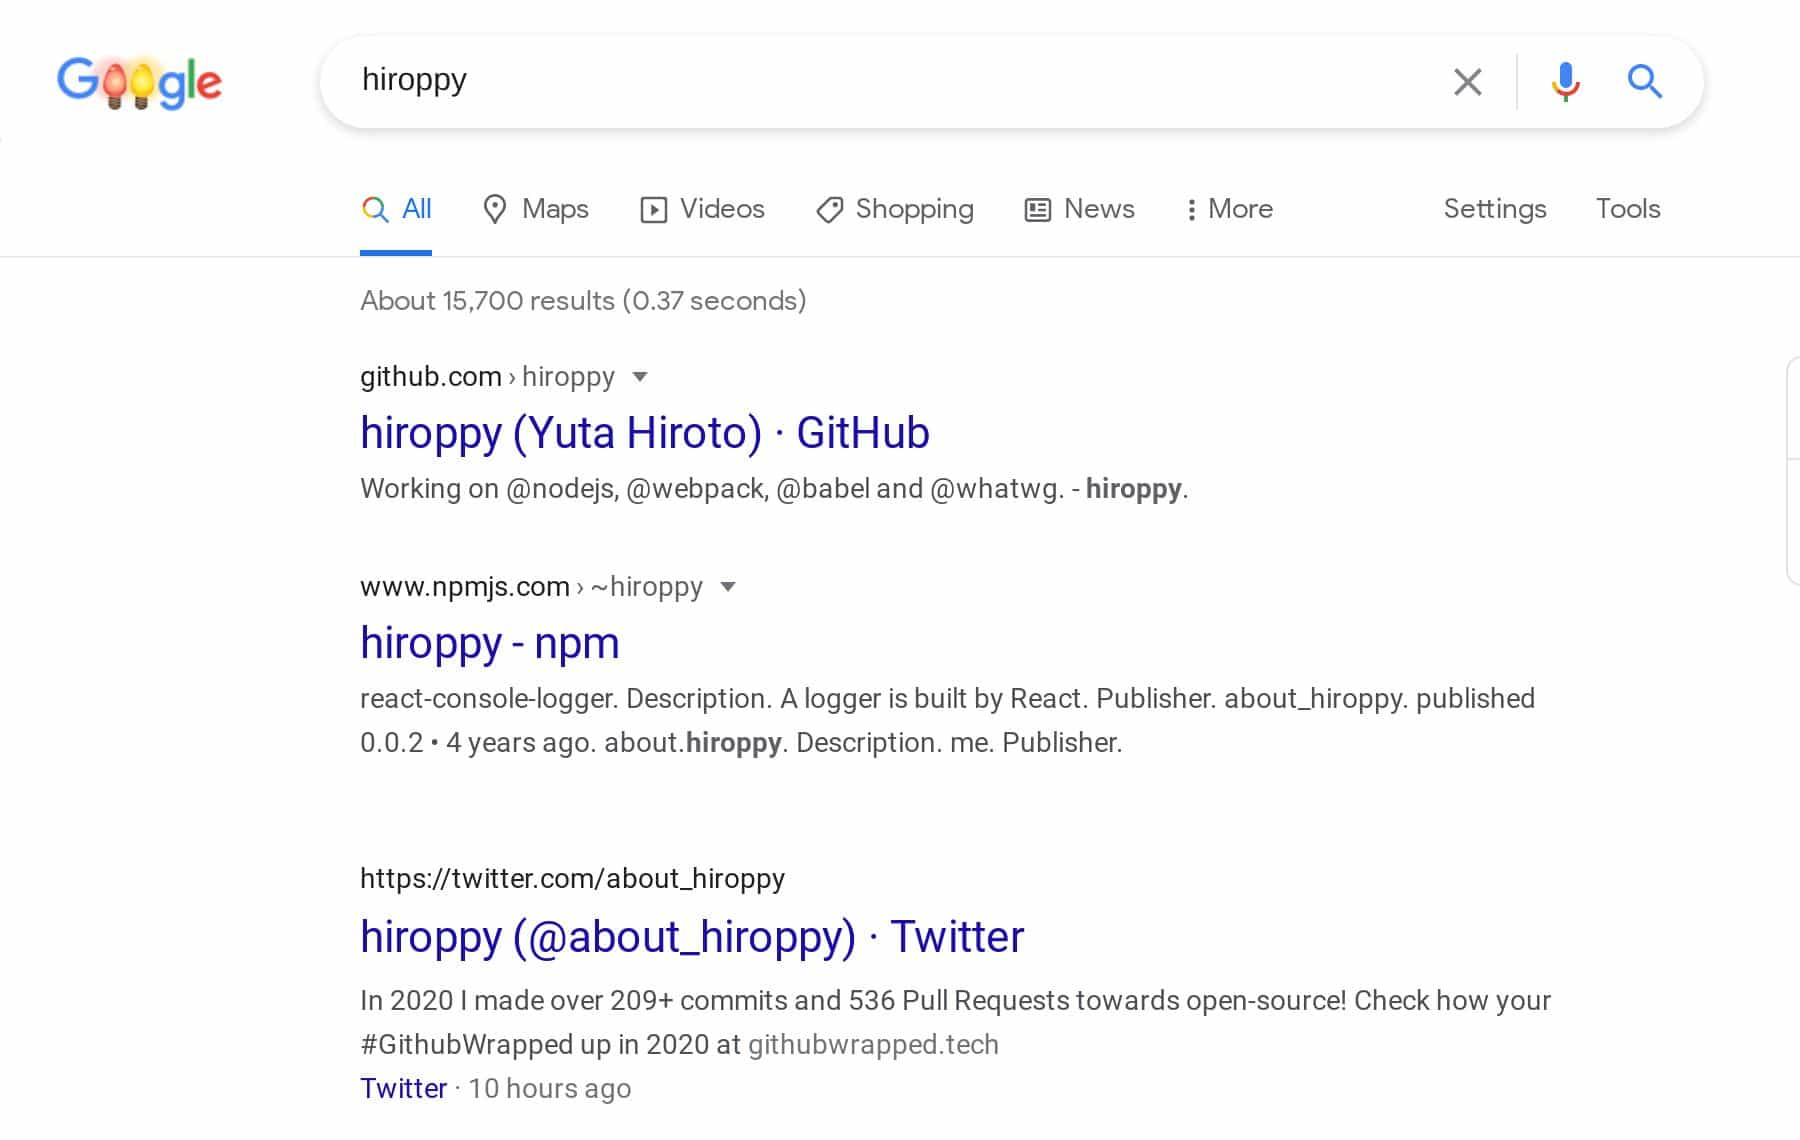 Google
hiroppy
All Maps Videos Shopping News More Settings Tools
About 15,700 results (0.37 seconds)
github.com › hiroppy
hiroppy (Yuta Hiroto) · GitHub
Working on @nodejs, @webpack, @babel and @whatwg. - hiroppy.
www.npmjs.com › ~hiroppy
hiroppy - npm
react-console-logger. Description. A logger is built by React. Publisher. about_hiroppy. published
0.0.2 • 4 years ago. about.hiroppy. Description. me. Publisher.
https://twitter.com/about_hiroppy
hiroppy (@about_hiroppy) · Twitter
In 2020 I made over 209+ commits and 536 Pull Requests towards open-source! Check how your
#GithubWrapped up in 2020 at githubwrapped.tech
Twitter · 10 hours ago